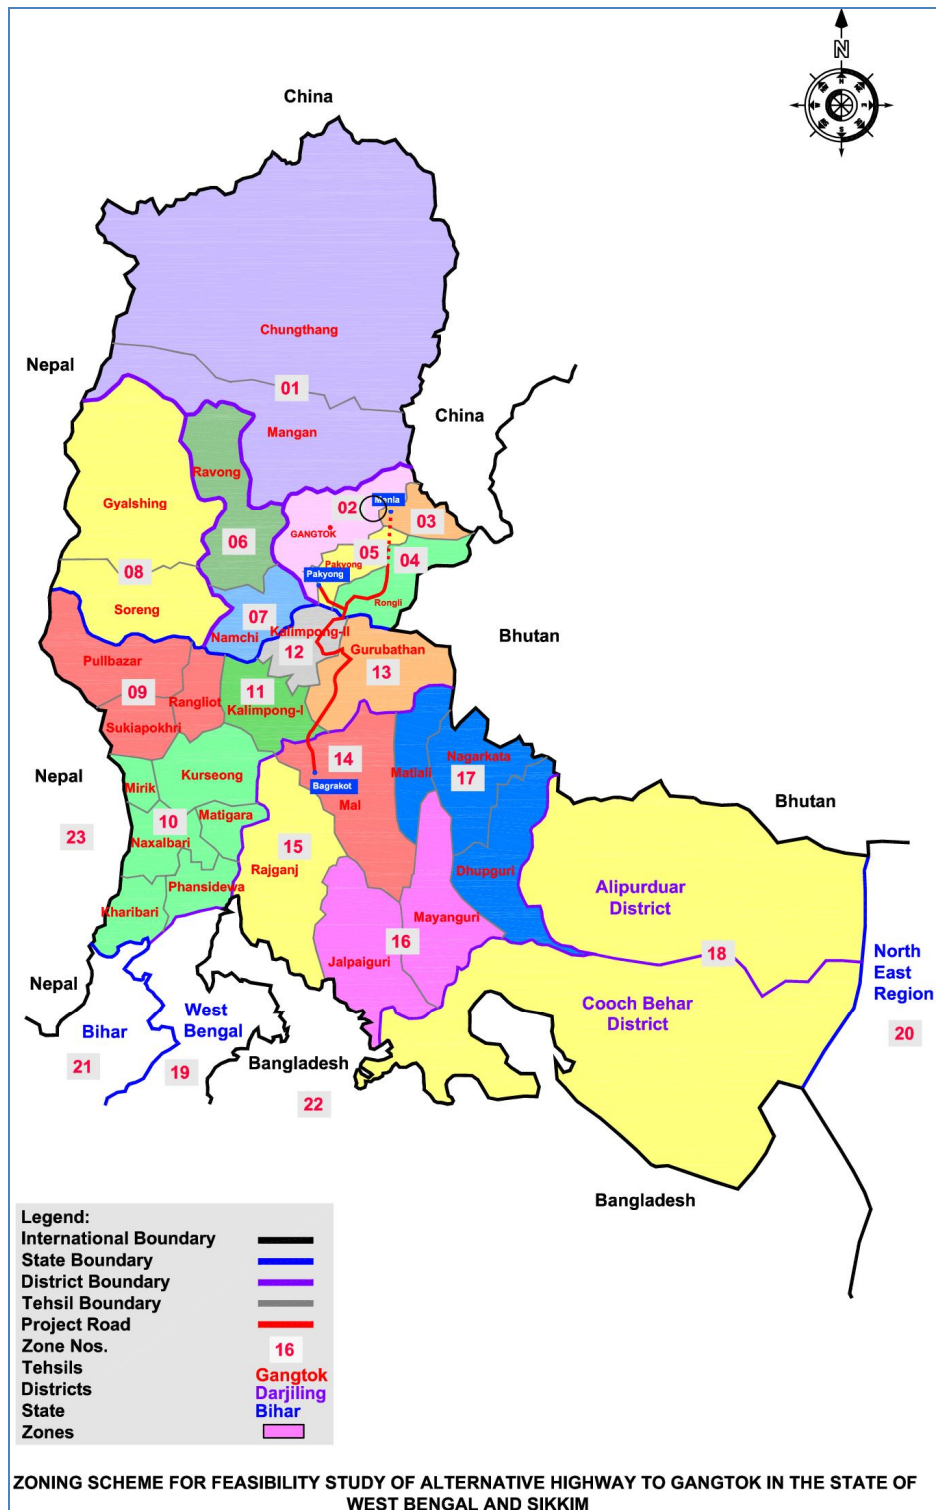 N
China
Chungthang
Nepal
01
China
Mangan
Ravong
Gyalshing
Menla
02
03
GANGTOK
06
05
04
Pakyong
08
Pakyong
Soreng
Rongli
07
Namchi
Kalimpong-II
Bhutan
12
Gurubathan
Pullbazar
13
09
Rangliot
11
Kalimpong-I
Sukiapokhri
14
Nagarkata
Matiali
17
Nepal
Kurseong
Mirik
Bagrakot
Mal
Bhutan
23
10
Matigara
Naxalbari
15
Rajganj
Phansidewa
Dhupguri
Alipurduar
District
Kharibari
Mayanguri
16
Jalpaiguri
18
North
East
Region
Nepal
Cooch Behar
District
West
Bengal
Bihar
20
21
19
Bangladesh
22
Bangladesh
Legend:
International Boundary
State Boundary
District Boundary
Tehsil Boundary
Project Road
Zone Nos. 16
Tehsils Gangtok
Districts Darjiling
State Bihar
Zones
ZONING SCHEME FOR FEASIBILITY STUDY OF ALTERNATIVE HIGHWAY TO GANGTOK IN THE STATE OF
WEST BENGAL AND SIKKIM